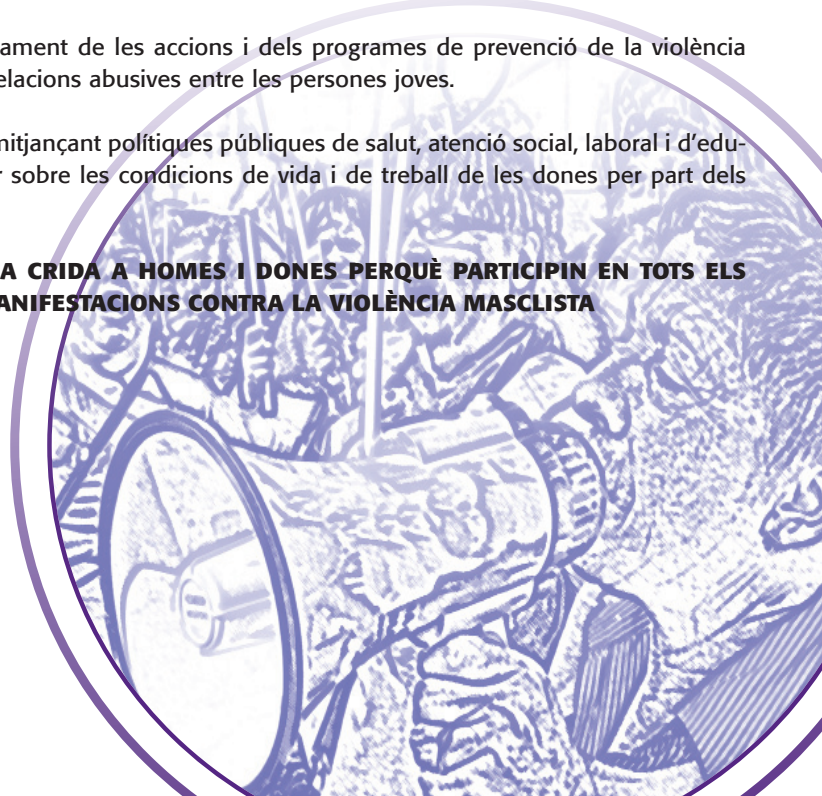 ament de les accions i dels programes de prevenció de la violència
elacions abusives entre les persones joves.
mitjançant polítiques públiques de salut, atenció social, laboral i d'edu-
r sobre les condicions de vida i de treball de les dones per part dels
A CRIDA A HOMES I DONES PERQUÈ PARTICIPIN EN TOTS ELS
ANIFESTACIONS CONTRA LA VIOLÈNCIA MASCLISTA